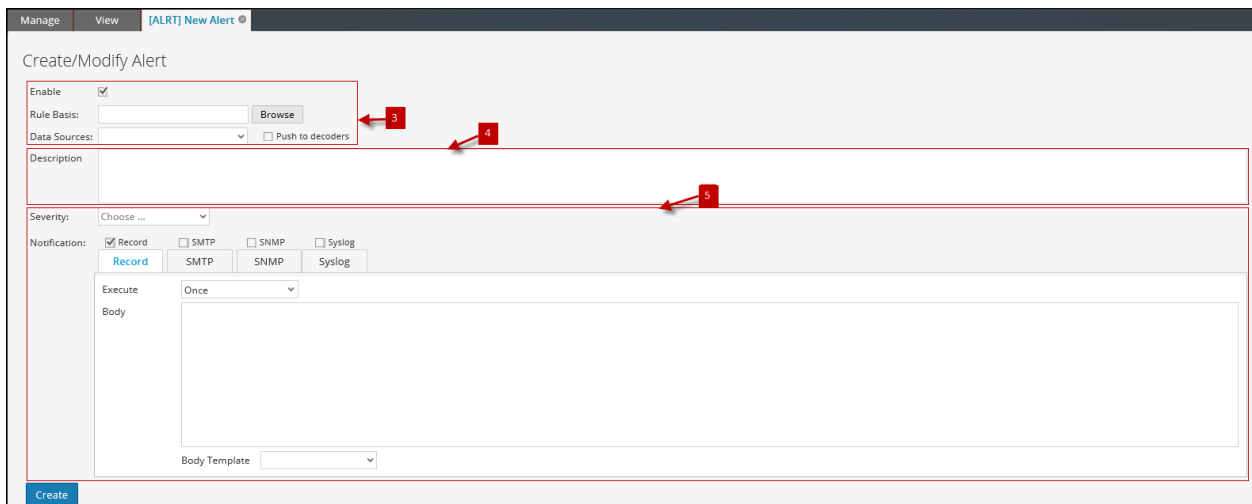 Manage View [ALRT] New Alert
Create/Modify Alert
Enable
Rule Basis: Browse
3
Data Sources: Push to decoders
4
Description
5
Severity: Choose ...
Notification: Record SMTP SNMP Syslog
Record SMTP SNMP Syslog
Execute Once
Body
Body Template
Create